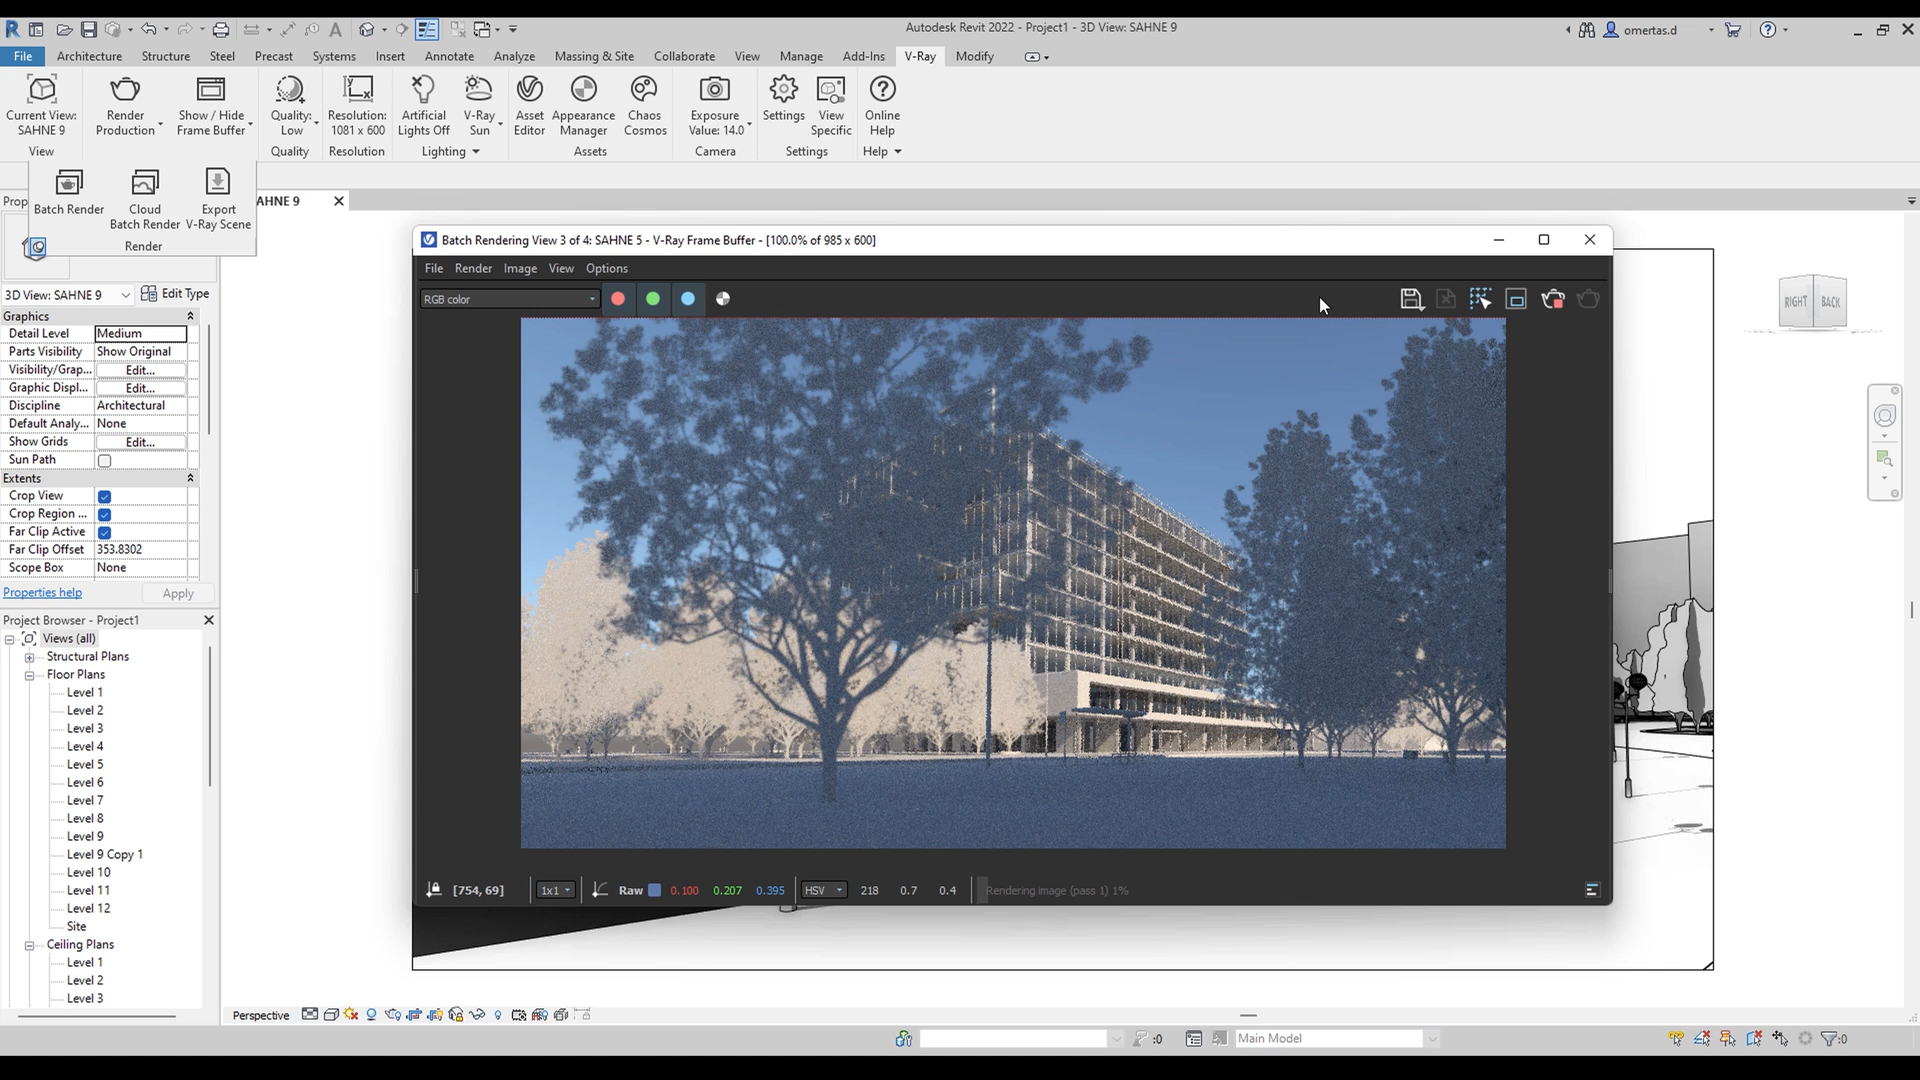 Autodesk Revit 2022 - Project1 - 3D View: SAHNE 9
omertas.d
File Architecture Structure Steel Precast Systems Insert Annotate Analyze Massing & Site Collaborate View Manage Add-Ins V-Ray Modify
Current View: SAHNE 9
Render Production
Show / Hide Frame Buffer
Quality: Low
Resolution: 1081 x 600
Artificial Lights Off
V-Ray Sun
Asset Editor
Appearance Manager
Chaos Cosmos
Exposure Value: 14.0
Settings
View Specific
Online Help
View Quality Resolution Lighting Assets Camera Settings Help
Batch Render
Cloud Batch Render
Export V-Ray Scene
Render
Prop
AHNE 9
Batch Rendering View 3 of 4: SAHNE 5 - V-Ray Frame Buffer - [100.0% of 985 x 600]
File Render Image View Options
RGB color
RIGHT BACK
3D View: SAHNE 9 Edit Type
Graphics
Detail Level Medium
Parts Visibility Show Original
Visibility/Grap... Edit...
Graphic Displ... Edit...
Discipline Architectural
Default Analy... None
Show Grids Edit...
Sun Path
Extents
Crop View
Crop Region ...
Far Clip Active
Far Clip Offset 353.8302
Scope Box None
Properties help Apply
Project Browser - Project1
Views (all)
Structural Plans
Floor Plans
Level 1
Level 2
Level 3
Level 4
Level 5
Level 6
Level 7
Level 8
Level 9
Level 9 Copy 1
Level 10
Level 11
Level 12
Site
Ceiling Plans
Level 1
Level 2
Level 3
[754, 69] 1x1 Raw 0.100 0.207 0.395 HSV 218 0.7 0.4 Rendering image (pass 1) 1%
Perspective
:0 Main Model :0